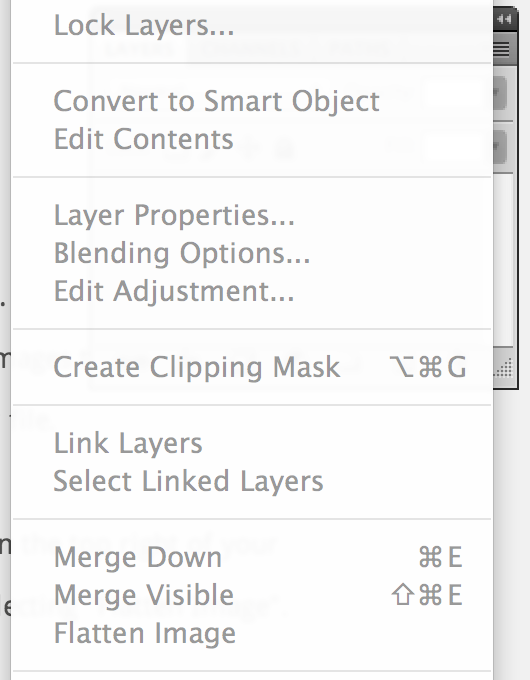 Lock Layers...
Convert to Smart Object
Edit Contents
Layer Properties...
Blending Options...
Edit Adjustment...
Create Clipping Mask ⌥⌘G
Link Layers
Select Linked Layers
Merge Down ⌘E
Merge Visible ⇧⌘E
Flatten Image